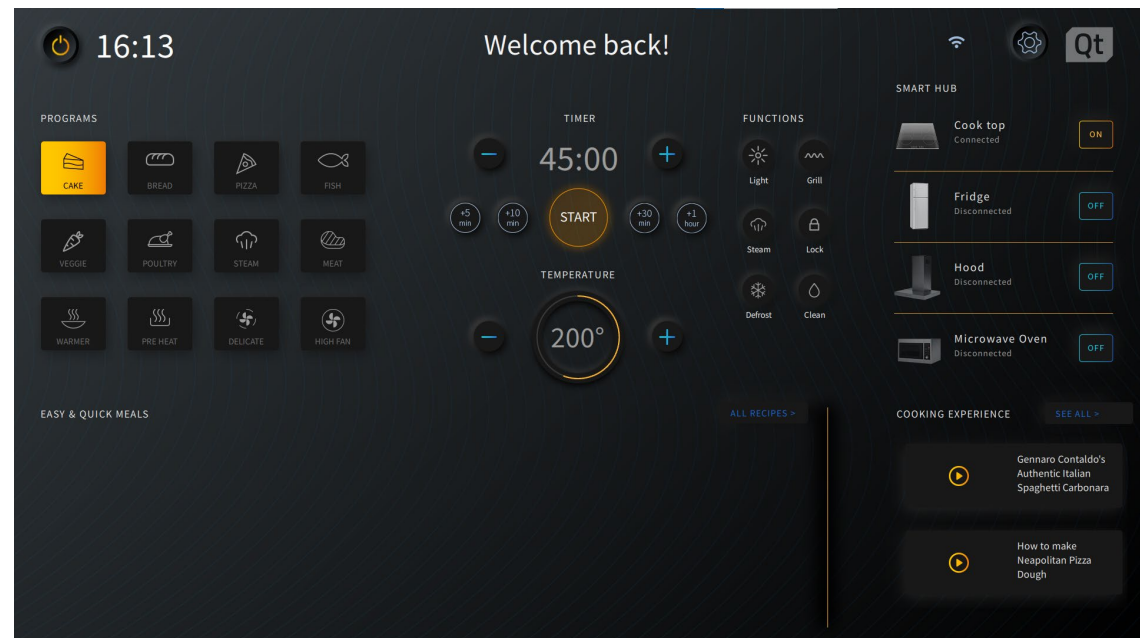 16:13
Welcome back!
Qt
PROGRAMS
CAKE
BREAD
PIZZA
FISH
VEGGIE
POULTRY
STEAM
MEAT
WARMER
PRE HEAT
DELICATE
HIGH FAN
TIMER
45:00
+5
min
+10
min
START
+30
min
+1
hour
TEMPERATURE
200°
FUNCTIONS
Light
Grill
Steam
Lock
Defrost
Clean
SMART HUB
Cook top
Connected
ON
Fridge
Disconnected
OFF
Hood
Disconnected
OFF
Microwave Oven
Disconnected
OFF
EASY & QUICK MEALS
ALL RECIPES >
COOKING EXPERIENCE
SEE ALL >
Gennaro Contaldo's
Authentic Italian
Spaghetti Carbonara
How to make
Neapolitan Pizza
Dough